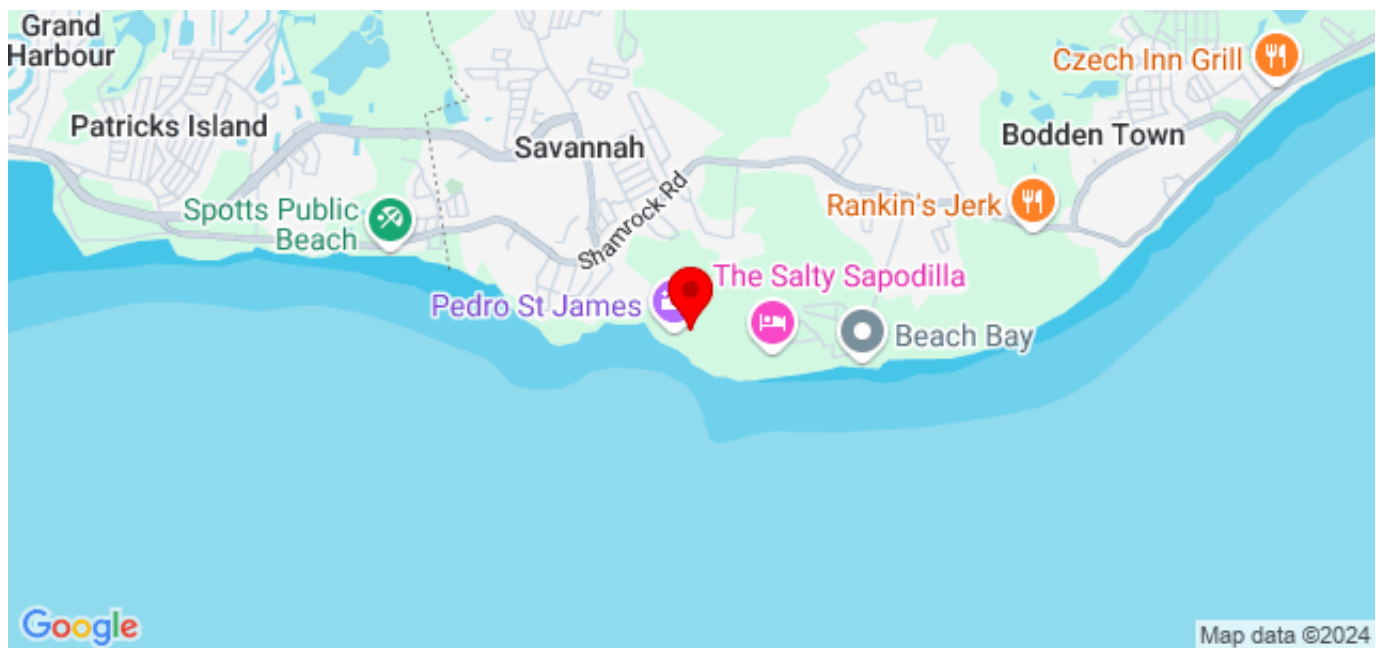 Grand
Harbour
Czech Inn Grill
Patricks Island
Savannah
Bodden Town
Spotts Public
Beach
Shamrock Rd
Rankin's Jerk
Pedro St James
The Salty Sapodilla
Beach Bay
Google
Map data ©2024